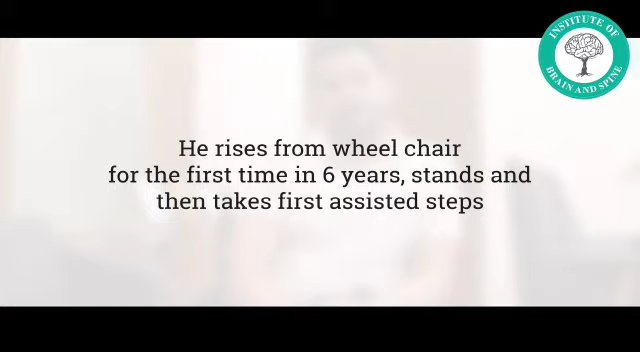 INSTITUTE OF
BRAIN AND SPINE
He rises from wheel chair
for the first time in 6 years, stands and
then takes first assisted steps